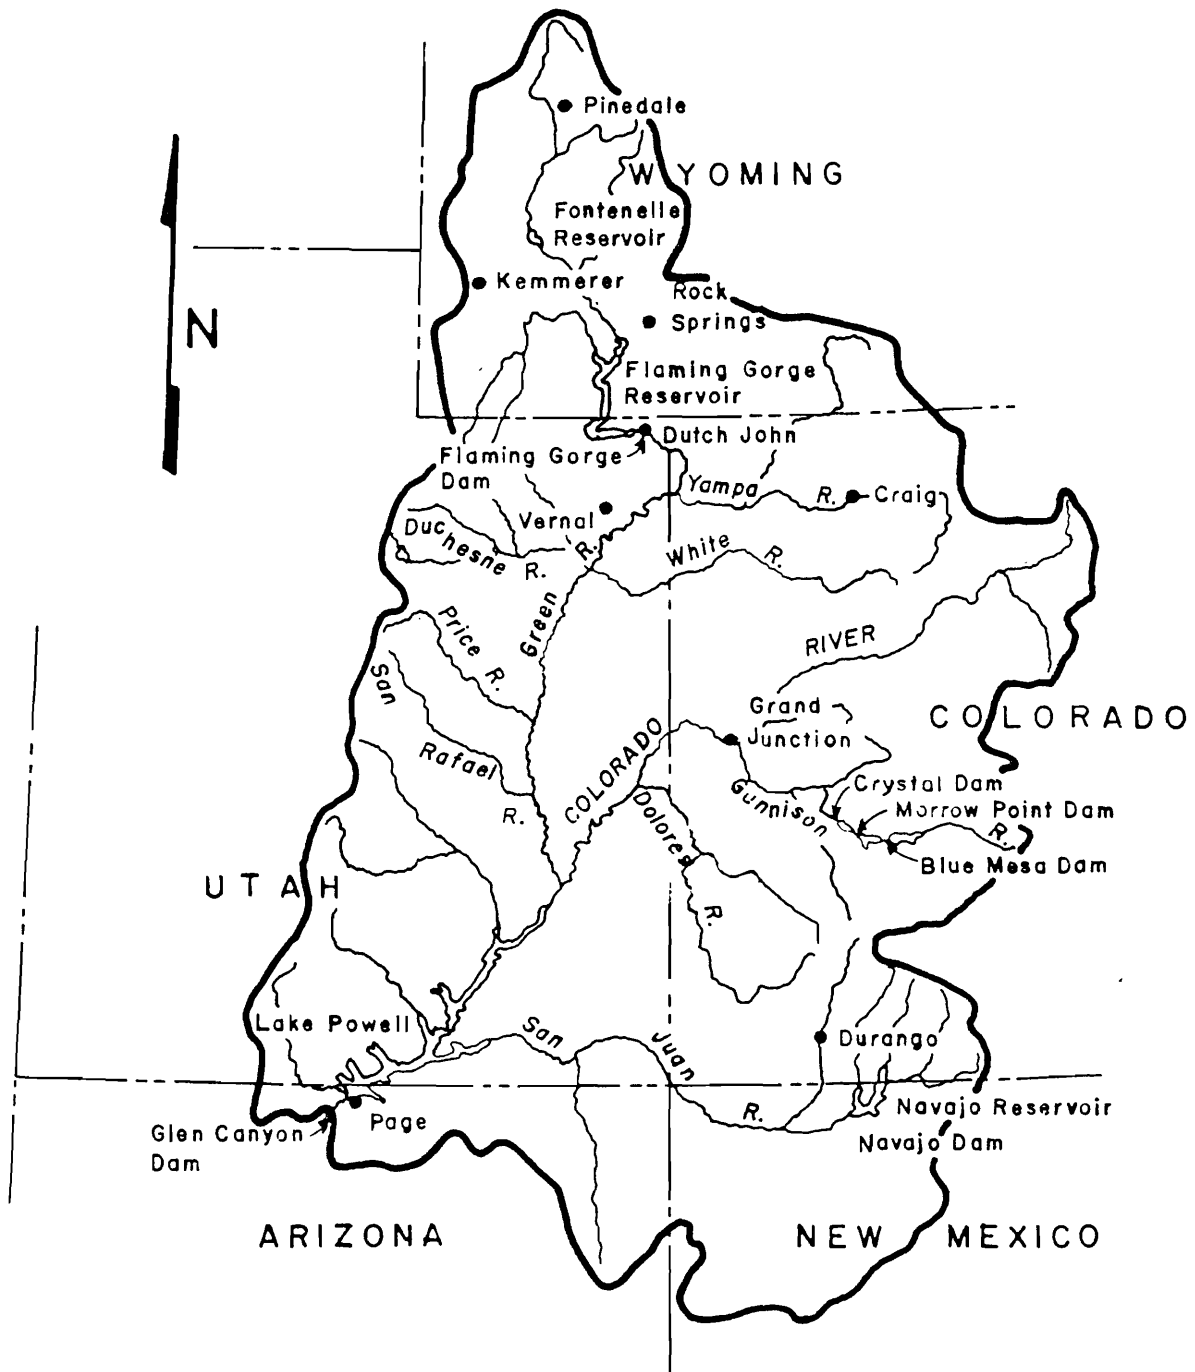 Pinedale
WYOMING
Fontenelle
Reservoir
Kemmerer
Rock
Springs
N
Flaming Gorge
Reservoir
Dutch John
Flaming Gorge
Dam
Yampa R.
Craig
Vernal
Duchesne R.
White R.
Green R.
Price R.
RIVER
San Rafael R.
Grand
Junction
COLORADO
COLORADO
Crystal Dam
Morrow Point Dam
Gunnison R.
Blue Mesa Dam
Dolores R.
UTAH
Lake Powell
San Juan R.
Durango
Navajo Reservoir
Navajo Dam
Page
Glen Canyon
Dam
ARIZONA
NEW MEXICO